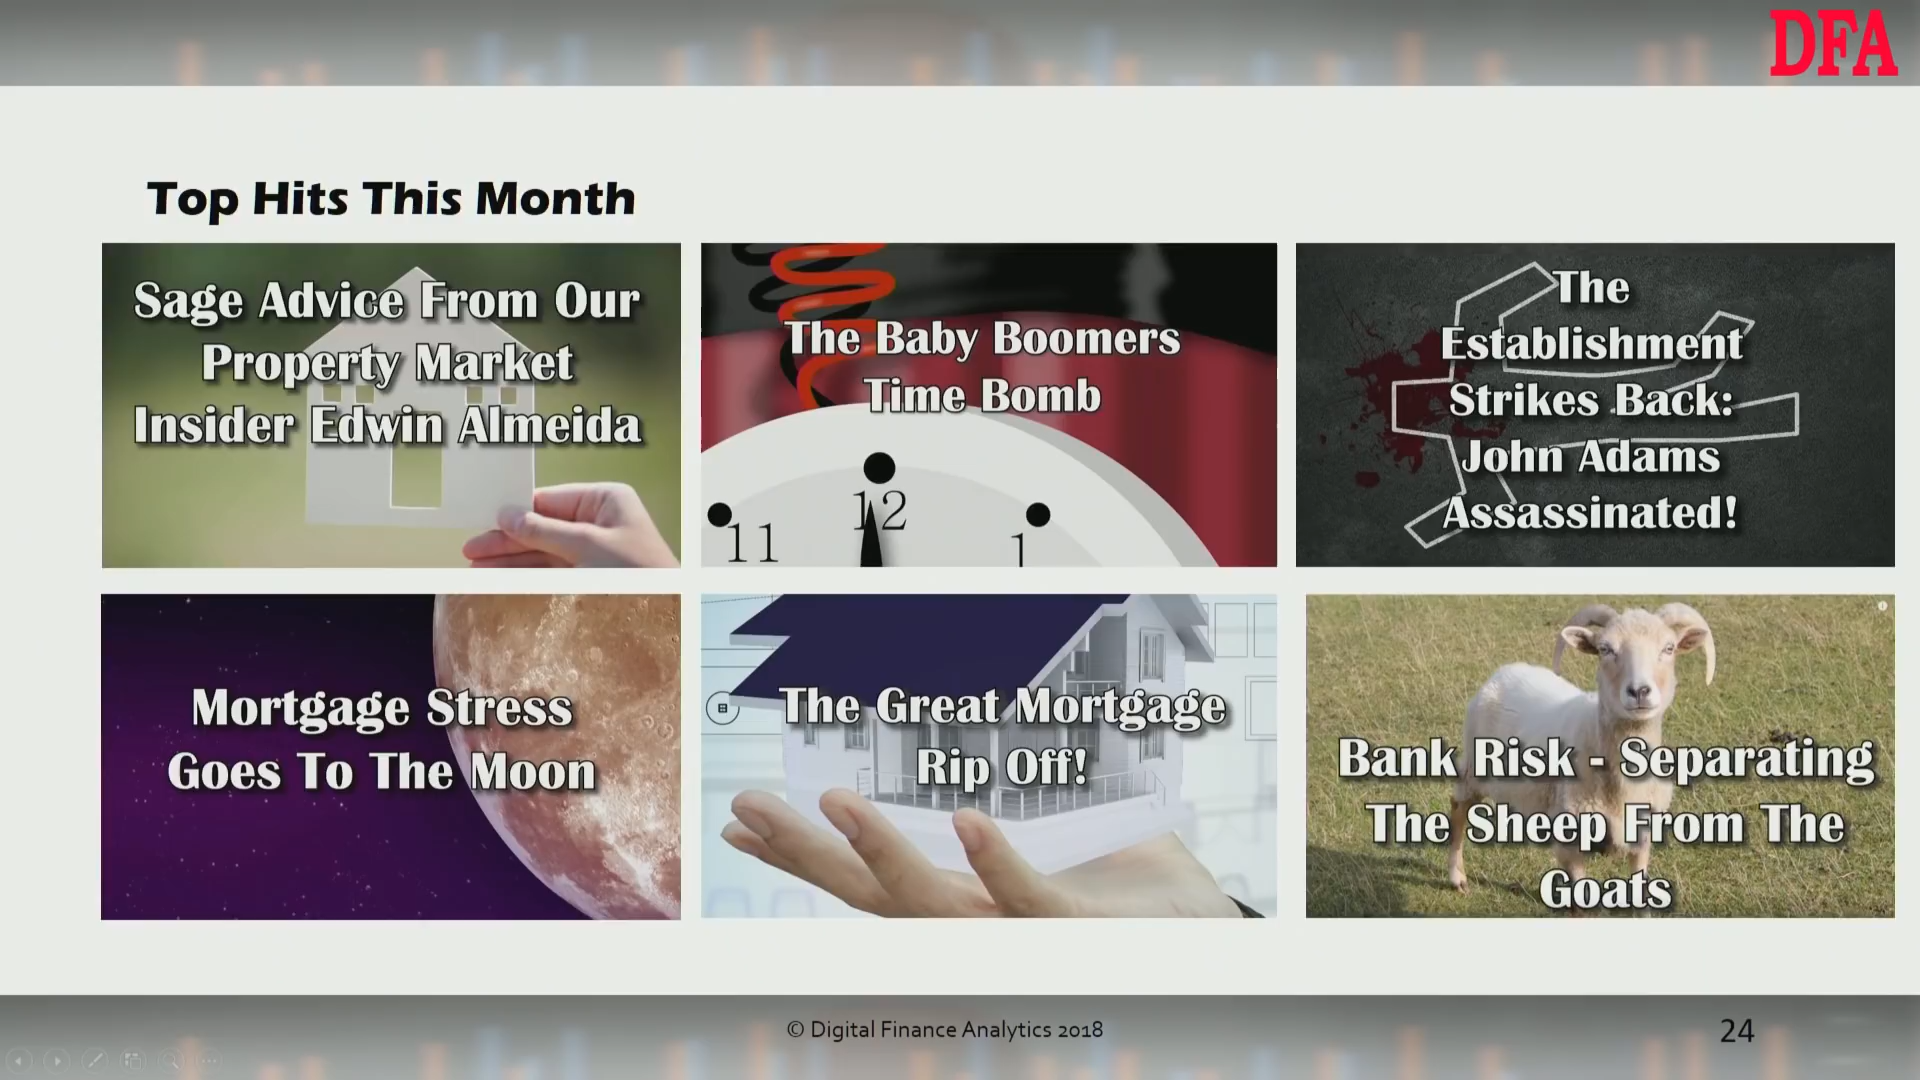 DFA
Top Hits This Month
Sage Advice From Our
Property Market
Insider Edwin Almeida
The Baby Boomers
Time Bomb
12
11
1
The
Establishment
Strikes Back:
John Adams
Assassinated!
Mortgage Stress
Goes To The Moon
The Great Mortgage
Rip Off!
Bank Risk - Separating
The Sheep From The
Goats
© Digital Finance Analytics 2018
24